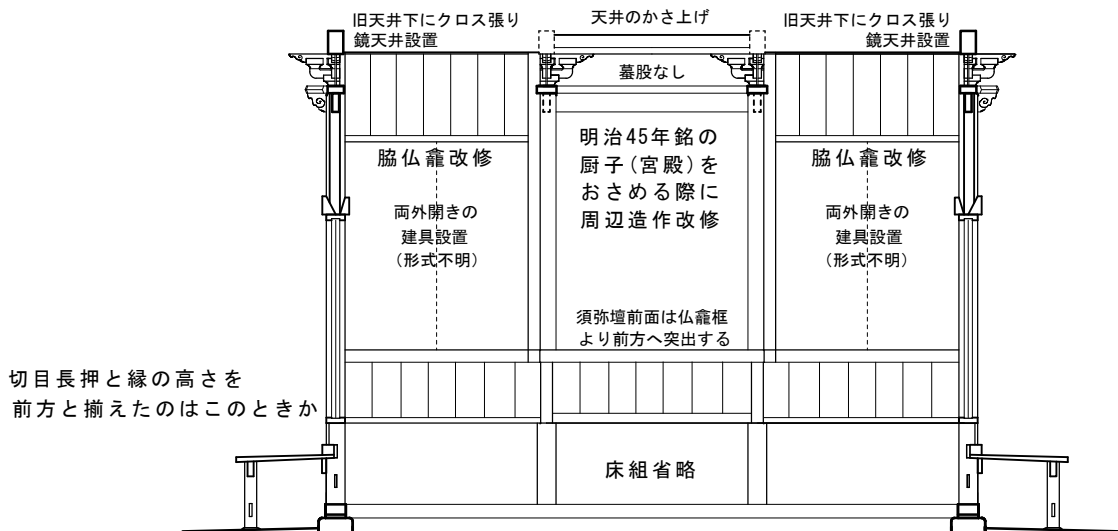 旧天井下にクロス張り
鏡天井設置
天井のかさ上げ
旧天井下にクロス張り
鏡天井設置
蟇股なし
脇仏龕改修
両外開きの
建具設置
(形式不明)
明治45年銘の
厨子(宮殿)を
おさめる際に
周辺造作改修
脇仏龕改修
両外開きの
建具設置
(形式不明)
須弥壇前面は仏龕框
より前方へ突出する
切目長押と縁の高さを
前方と揃えたのはこのときか
床組省略